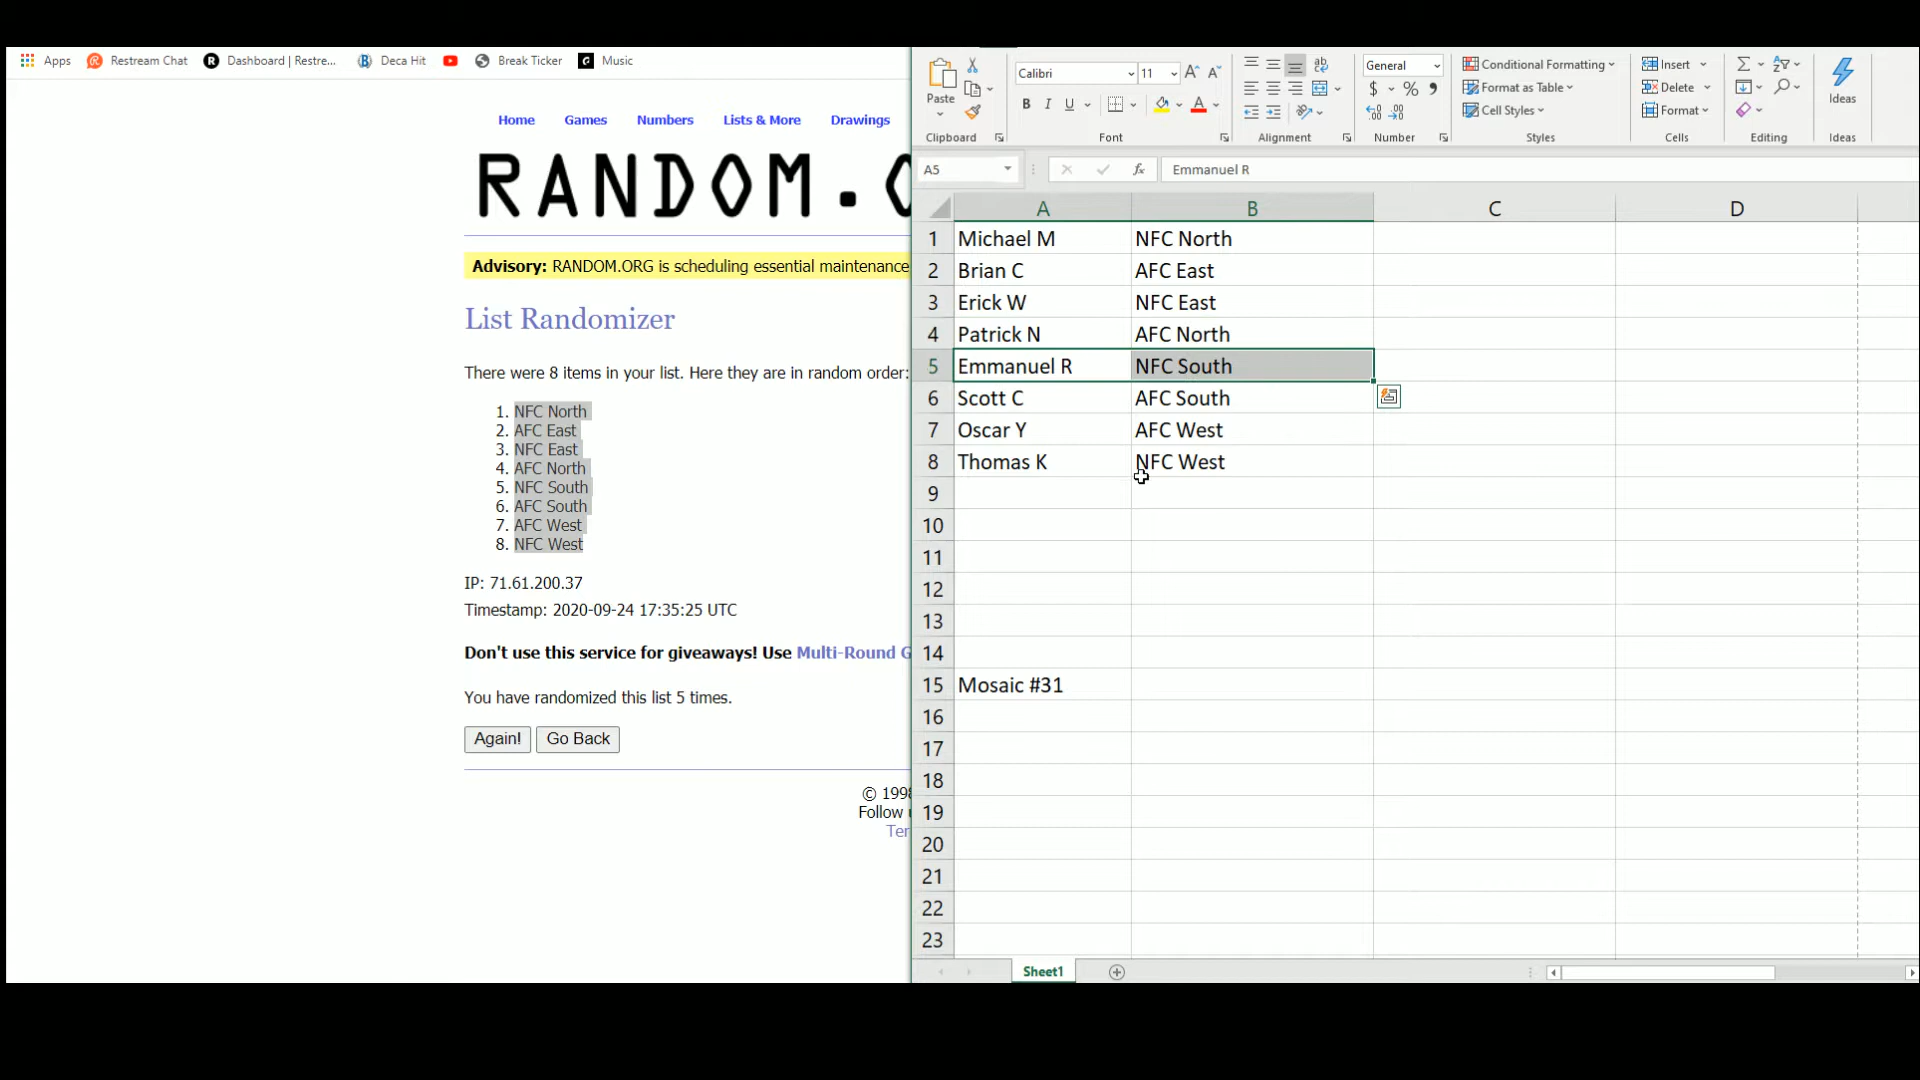 Apps Restream Chat Dashboard | Restre... Deca Hit Break Ticker Music
Home Games Numbers Lists & More Drawings
RANDOM.O
Advisory: RANDOM.ORG is scheduling essential maintenance
List Randomizer
There were 8 items in your list. Here they are in random order:
1. NFC North
2. AFC East
3. NFC East
4. AFC North
5. NFC South
6. AFC South
7. AFC West
8. NFC West
IP: 71.61.200.37
Timestamp: 2020-09-24 17:35:25 UTC
Don't use this service for giveaways! Use Multi-Round G
You have randomized this list 5 times.
Again! Go Back
© 1998
Follow
Ter
Paste
Clipboard
Calibri 11
B I U A
Font
Alignment
General
$ % 9
Number
Conditional Formatting
Format as Table
Cell Styles
Styles
Insert
Delete
Format
Cells
Editing
Ideas
Ideas
A5 fx Emmanuel R
A B C D
1 Michael M NFC North
2 Brian C AFC East
3 Erick W NFC East
4 Patrick N AFC North
5 Emmanuel R NFC South
6 Scott C AFC South
7 Oscar Y AFC West
8 Thomas K NFC West
9
10
11
12
13
14
15 Mosaic #31
16
17
18
19
20
21
22
23
Sheet1